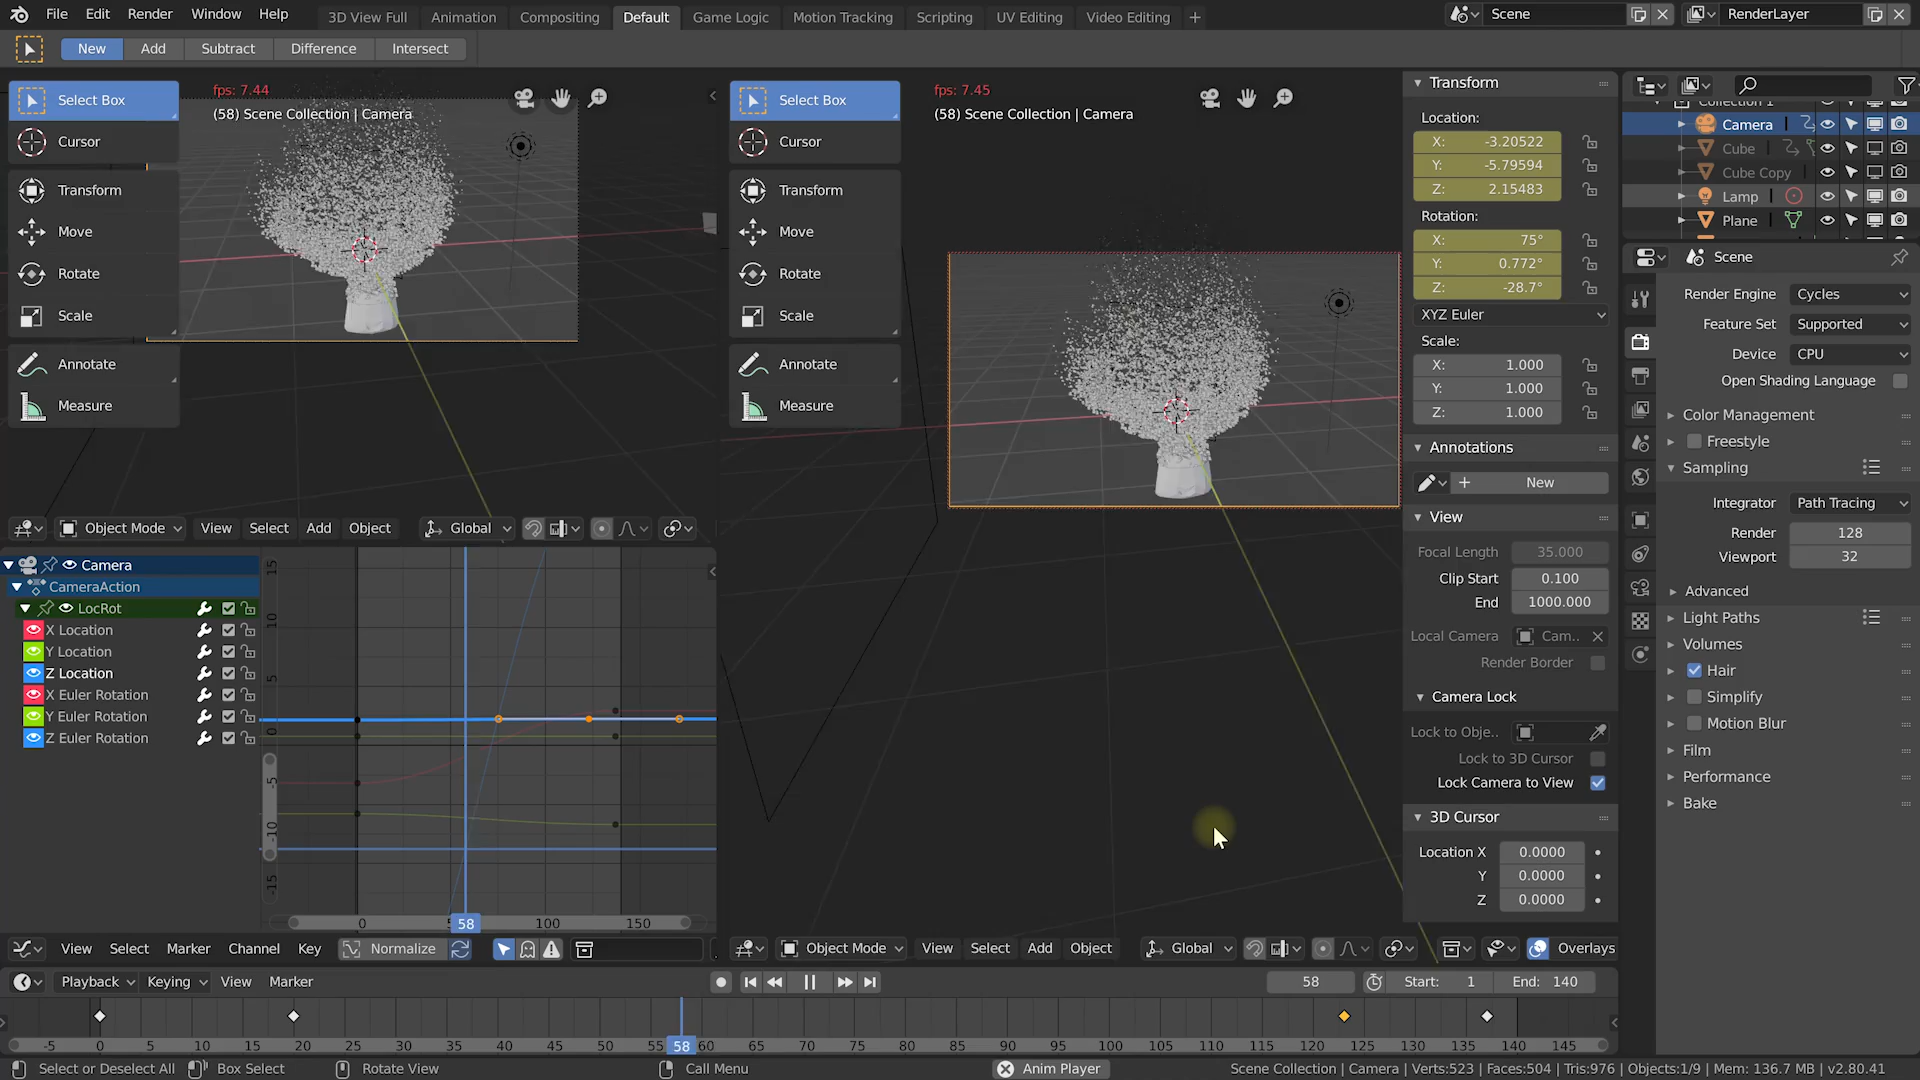 File Edit Render Window Help 3D View Full Animation Compositing Default Game Logic Motion Tracking Scripting UV Editing Video Editing + Scene RenderLayer
New Add Subtract Difference Intersect
Select Box
Cursor
Transform
Move
Rotate
Scale
Annotate
Measure
fps: 7.44
(58) Scene Collection | Camera
Object Mode View Select Add Object Global
Select Box
Cursor
Transform
Move
Rotate
Scale
Annotate
Measure
fps: 7.45
(58) Scene Collection | Camera
Transform
Location:
X: -3.20522
Y: -5.79594
Z: 2.15483
Rotation:
X: 75°
Y: 0.772°
Z: -28.7°
XYZ Euler
Scale:
X: 1.000
Y: 1.000
Z: 1.000
Annotations
+ New
View
Focal Length 35.000
Clip Start 0.100
End 1000.000
Local Camera Cam..
Render Border
Camera Lock
Lock to Obje..
Lock to 3D Cursor
Lock Camera to View
3D Cursor
Location X 0.0000
Y 0.0000
Z 0.0000
Collection 1
Camera
Cube
Cube Copy
Lamp
Plane
Scene
Render Engine Cycles
Feature Set Supported
Device CPU
Open Shading Language
Color Management
Freestyle
Sampling
Integrator Path Tracing
Render 128
Viewport 32
Advanced
Light Paths
Volumes
Hair
Simplify
Motion Blur
Film
Performance
Bake
Camera
CameraAction
LocRot
X Location
Y Location
Z Location
X Euler Rotation
Y Euler Rotation
Z Euler Rotation
15
10
5
0
-5
-10
-15
0 58 100 150
View Select Marker Channel Key Normalize
Object Mode View Select Add Object Global Overlays
Playback Keying View Marker 58 Start: 1 End: 140
-5 0 5 10 15 20 25 30 35 40 45 50 55 58 60 65 70 75 80 85 90 95 100 105 110 115 120 125 130 135 140 145
Select or Deselect All Box Select Rotate View Call Menu Anim Player Scene Collection | Camera | Verts:523 | Faces:504 | Tris:976 | Objects:1/9 | Mem: 136.7 MB | v2.80.41